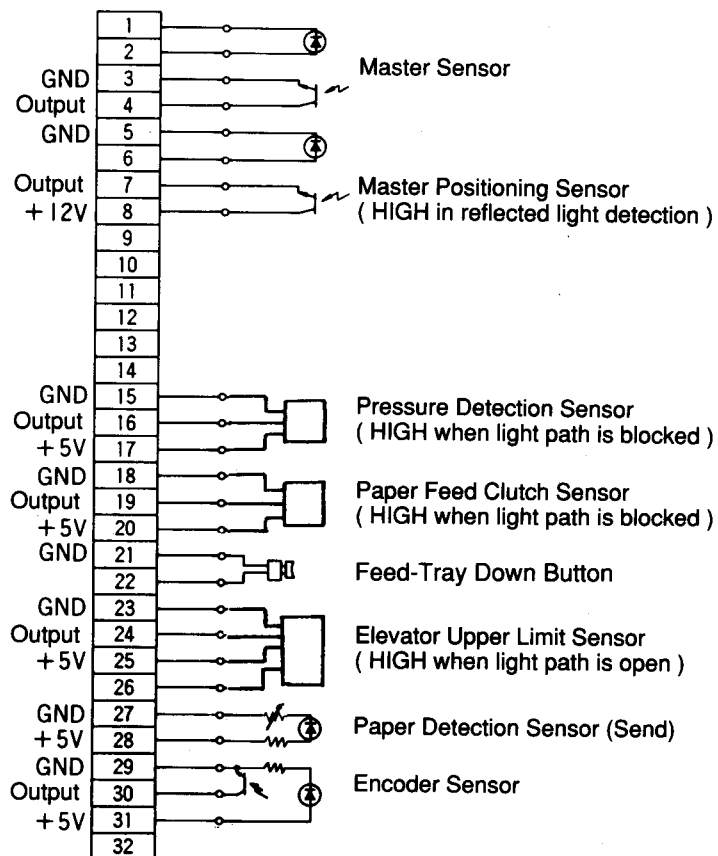 1
2
GND 3 Master Sensor
Output 4
GND 5
6
Output 7 Master Positioning Sensor
+12V 8 ( HIGH in reflected light detection )
9
10
11
12
13
14
GND 15 Pressure Detection Sensor
Output 16 ( HIGH when light path is blocked )
+5V 17
GND 18 Paper Feed Clutch Sensor
Output 19 ( HIGH when light path is blocked )
+5V 20
GND 21 Feed-Tray Down Button
22
GND 23
Output 24 Elevator Upper Limit Sensor
+5V 25 ( HIGH when light path is open )
26
GND 27 Paper Detection Sensor (Send)
+5V 28
GND 29 Encoder Sensor
Output 30
+5V 31
32